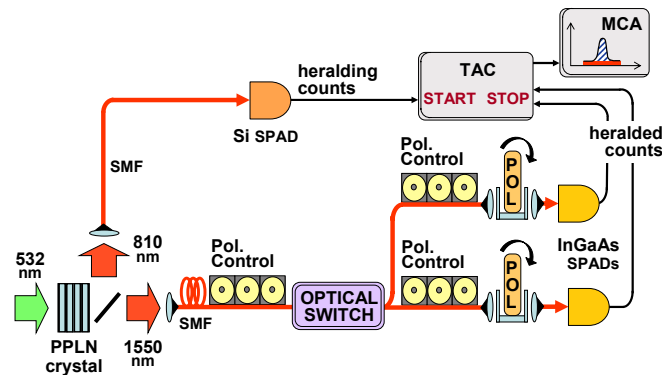 MCA
TAC
START STOP
heralding
counts
Si SPAD
heralded
counts
SMF
Pol.
Control
POL
InGaAs
SPADs
532
nm
810
nm
Pol.
Control
Pol.
Control
POL
OPTICAL
SWITCH
SMF
PPLN
crystal
1550
nm